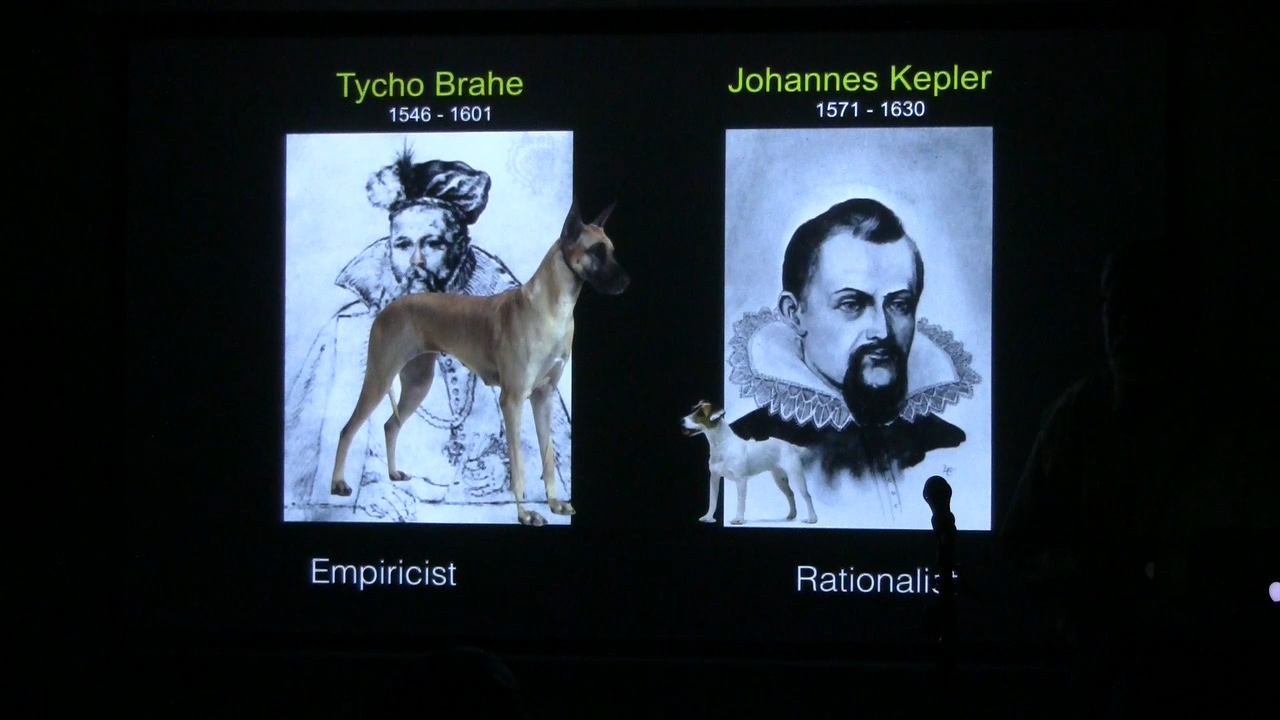 Tycho Brahe
1546 - 1601
Empiricist
Johannes Kepler
1571 - 1630
Rationalist